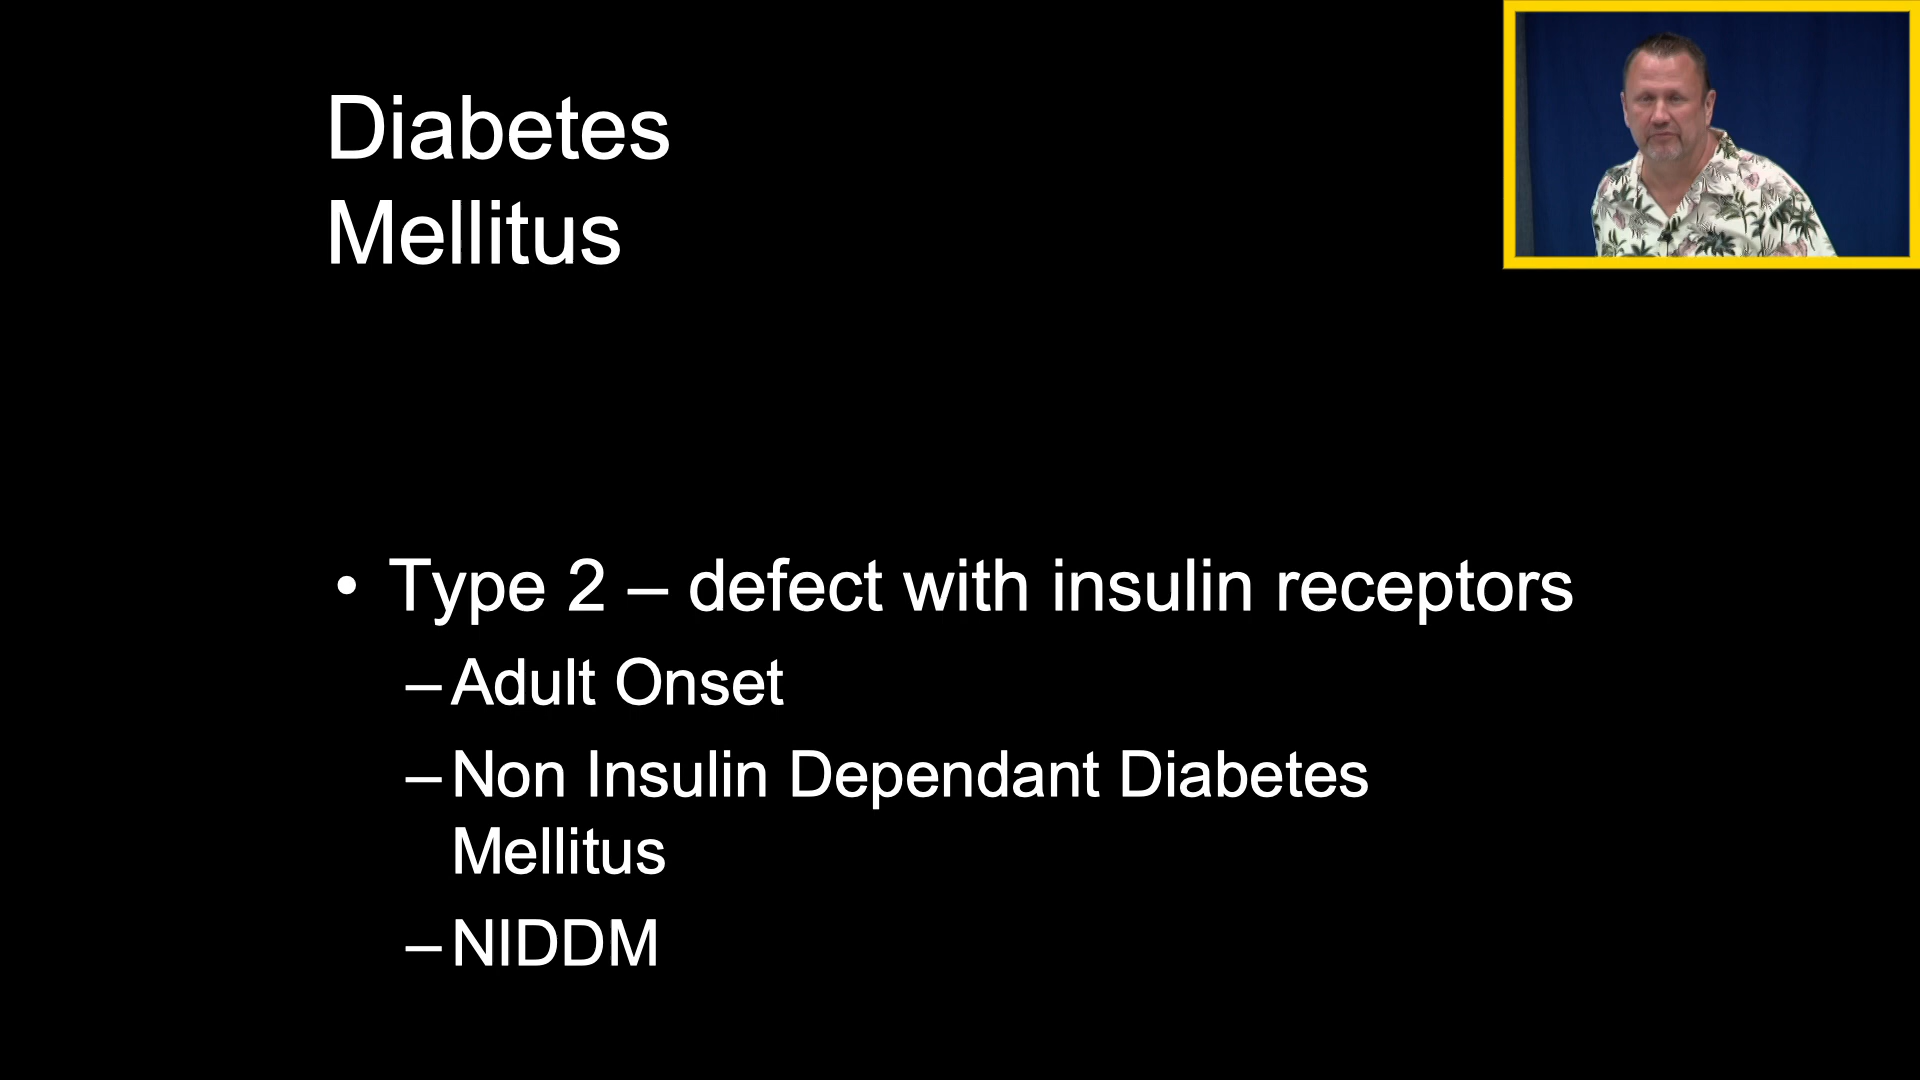 Diabetes
Mellitus
• Type 2 – defect with insulin receptors
– Adult Onset
– Non Insulin Dependant Diabetes
Mellitus
– NIDDM